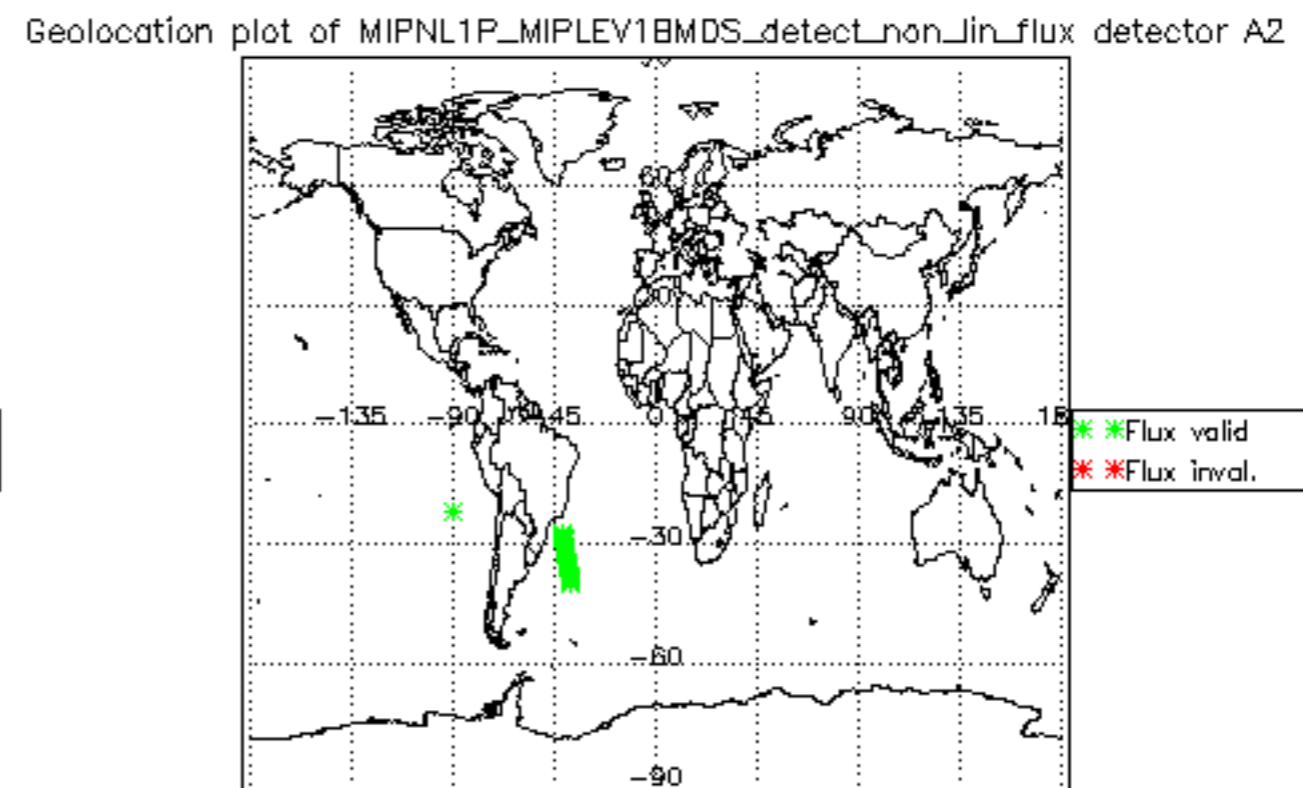 Geolocation plot of MIPNL1P_MIPLEV1BMDS_detect_non_lin_flux detector A2
60
-135 -90 45 0 45 90 135
Flux valid
Flux inval.
-30
-60
-90